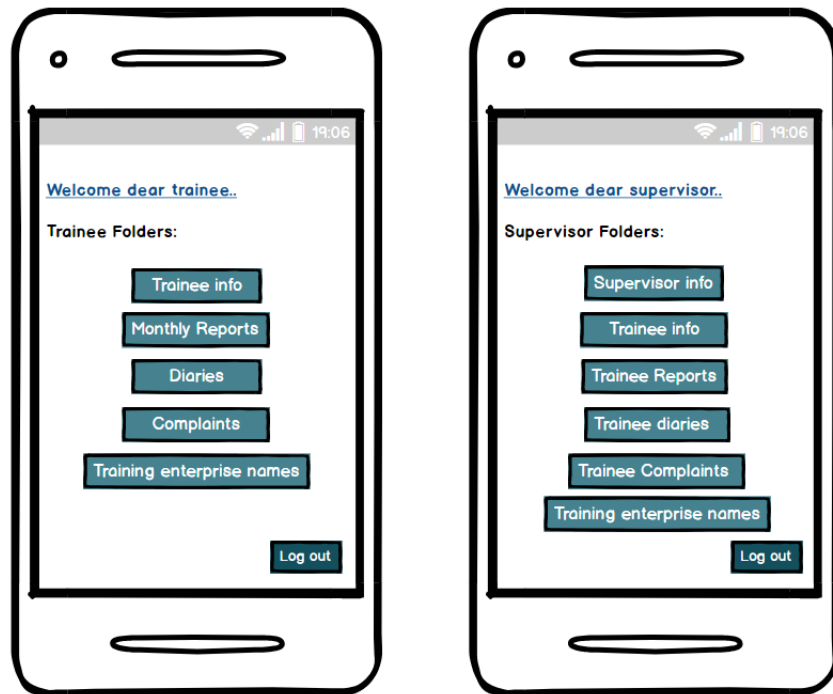 19:06
Welcome dear trainee..
Trainee Folders:
Trainee info
Monthly Reports
Diaries
Complaints
Training enterprise names
Log out
19:06
Welcome dear supervisor..
Supervisor Folders:
Supervisor info
Trainee info
Trainee Reports
Trainee diaries
Trainee Complaints
Training enterprise names
Log out